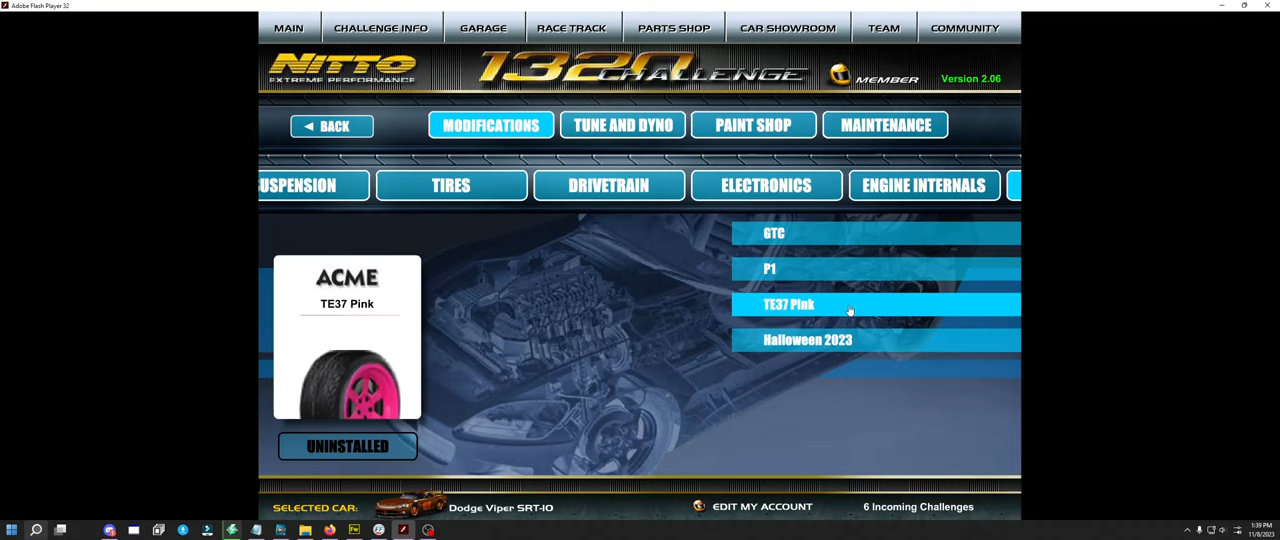 Adobe Flash Player 32
MAIN
CHALLENGE INFO
GARAGE
RACE TRACK
PARTS SHOP
CAR SHOWROOM
TEAM
COMMUNITY
NITTO
EXTREME PERFORMANCE
1320 CHALLENGE
MEMBER
Version 2.06
BACK
MODIFICATIONS
TUNE AND DYNO
PAINT SHOP
MAINTENANCE
SUSPENSION
TIRES
DRIVETRAIN
ELECTRONICS
ENGINE INTERNALS
ACME
TE37 Pink
UNINSTALLED
GTC
P1
TE37 Pink
Halloween 2023
SELECTED CAR:
Dodge Viper SRT-10
EDIT MY ACCOUNT
6 Incoming Challenges
Fw
1:39 PM
11/8/2023